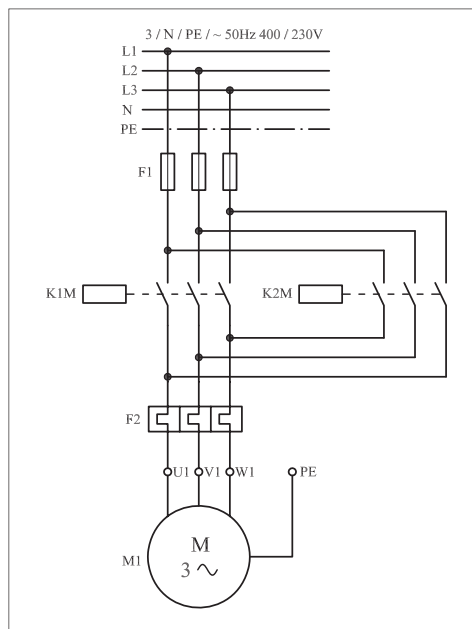 3 / N / PE / ~ 50Hz 400 / 230V
L1
L2
L3
N
PE
F1
K1M
K2M
F2
U1 V1 W1 PE
M1
M
3 ~